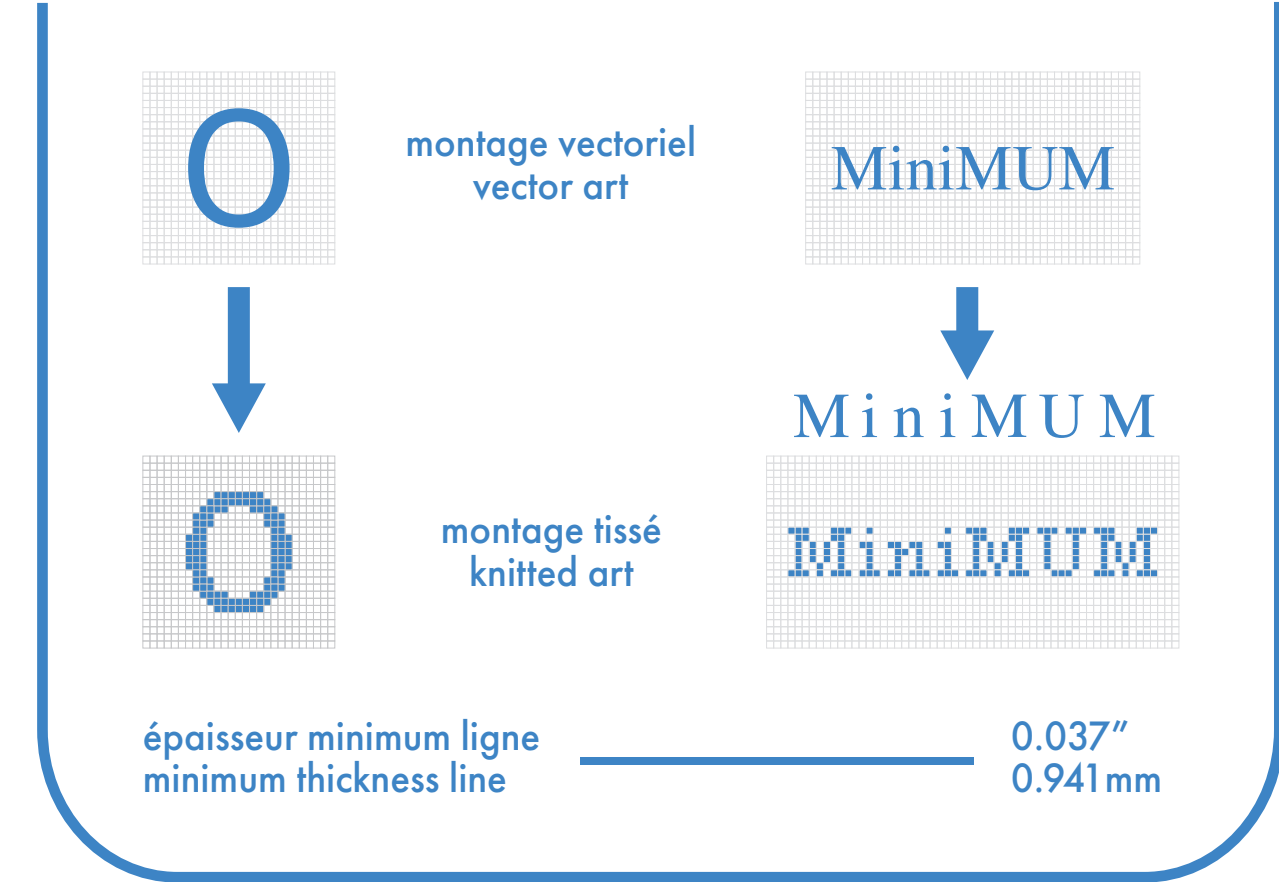 O
montage vectoriel
vector art
MiniMUM
MiniMUM
O
montage tissé
knitted art
MiniMUM
épaisseur minimum ligne
minimum thickness line
0.037"
0.941mm